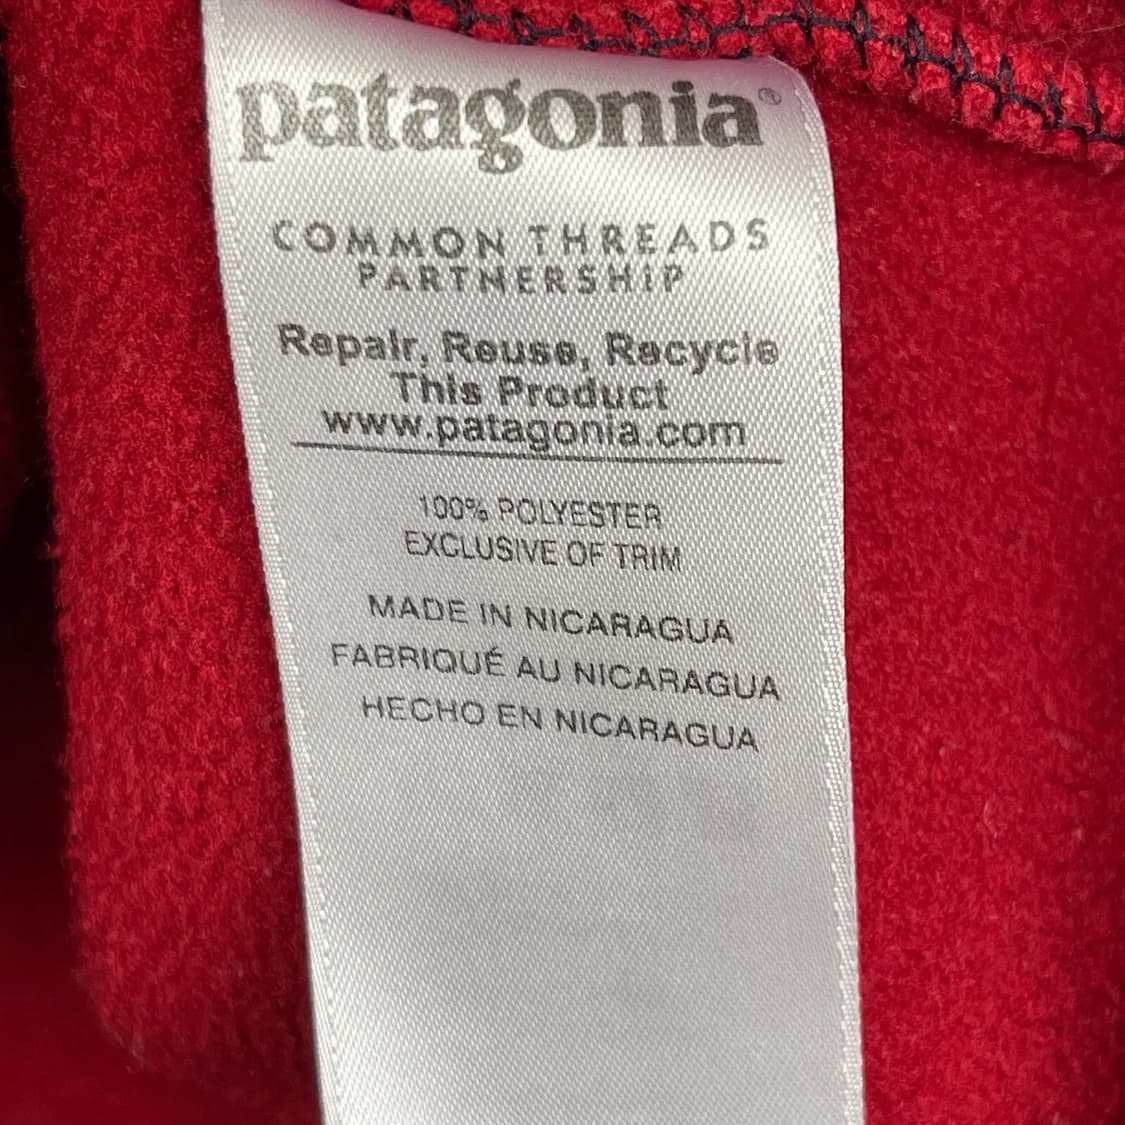 patagonia®
COMMON THREADS
PARTNERSHIP
Repair, Reuse, Recycle
This Product
www.patagonia.com
100% POLYESTER
EXCLUSIVE OF TRIM
MADE IN NICARAGUA
FABRIQUÉ AU NICARAGUA
HECHO EN NICARAGUA